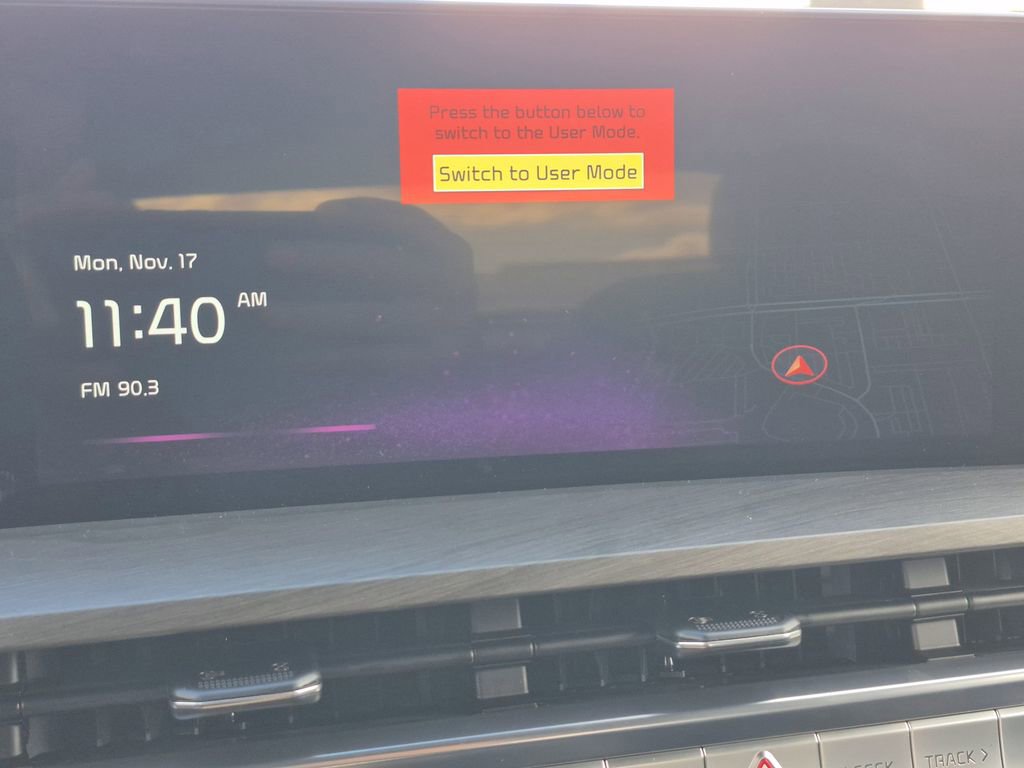 Press the button below to
switch to the User Mode.
Switch to User Mode
Mon, Nov. 17
11:40 AM
FM 90.3
TRACK >